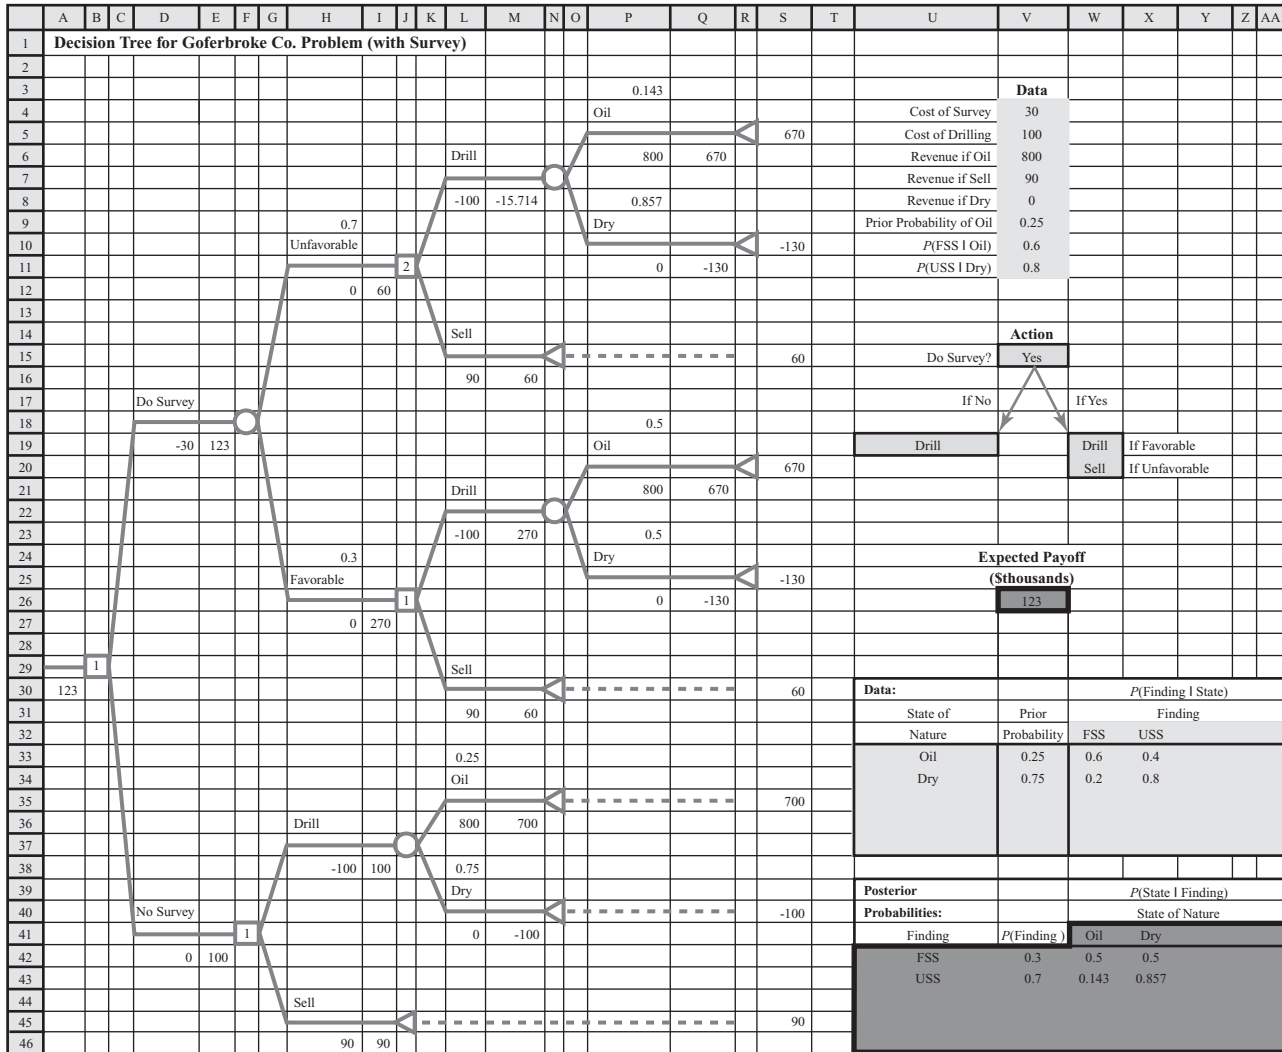 A B C D E F G H I J K L M N O P Q R S T U V W X Y Z AA
1 Decision Tree for Goferbroke Co. Problem (with Survey)
2
3 0.143 Data
4 Oil Cost of Survey 30
5 670 Cost of Drilling 100
6 Drill 800 670 Revenue if Oil 800
7 Revenue if Sell 90
8 -100 -15.714 0.857 Revenue if Dry 0
9 0.7 Dry Prior Probability of Oil 0.25
10 Unfavorable -130 P(FSS | Oil) 0.6
11 2 0 -130 P(USS | Dry) 0.8
12 0 60
13
14 Sell Action
15 60 Do Survey? Yes
16 90 60
17 Do Survey If No If Yes
18 0.5
19 -30 123 Oil Drill Drill If Favorable
20 670 Sell If Unfavorable
21 Drill 800 670
22
23 -100 270 0.5
24 0.3 Dry Expected Payoff
25 Favorable -130 ($thousands)
26 1 0 -130 123
27 0 270
28
29 1 Sell
30 123 60 Data: P(Finding | State)
31 90 60 State of Prior Finding
32 Nature Probability FSS USS
33 0.25 Oil 0.25 0.6 0.4
34 Oil Dry 0.75 0.2 0.8
35 700
36 Drill 800 700
37
38 -100 100 0.75
39 Dry Posterior P(State | Finding)
40 No Survey -100 Probabilities: State of Nature
41 1 0 -100 Finding P(Finding ) Oil Dry
42 0 100 FSS 0.3 0.5 0.5
43 USS 0.7 0.143 0.857
44 Sell
45 90
46 90 90